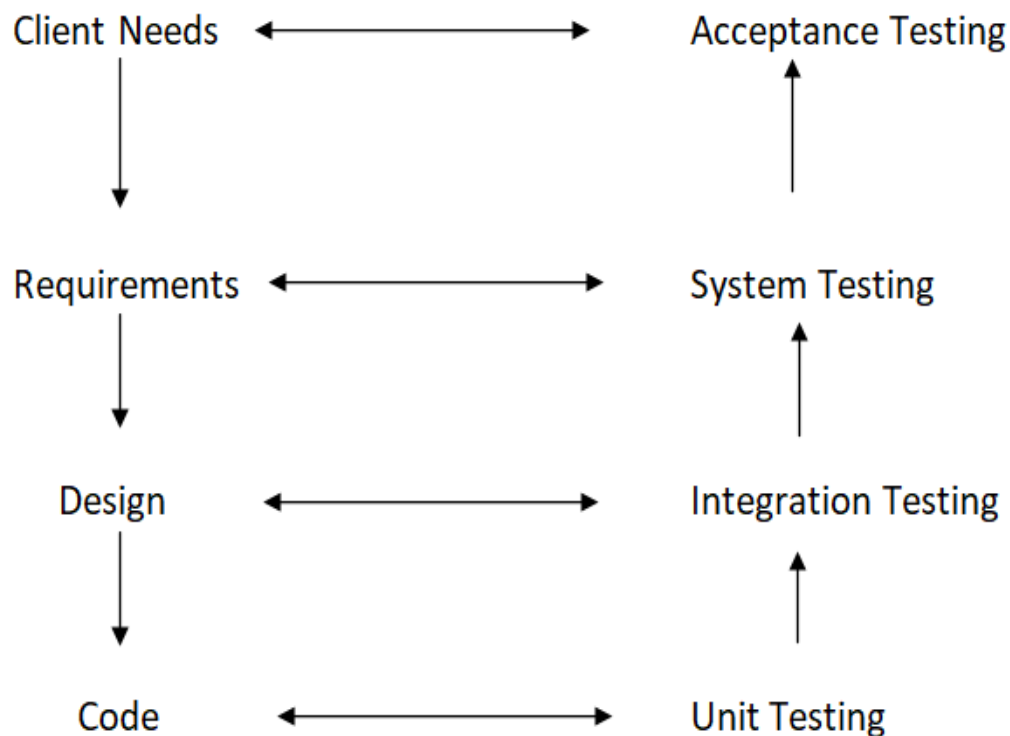 Client Needs
Acceptance Testing
Requirements
System Testing
Design
Integration Testing
Code
Unit Testing